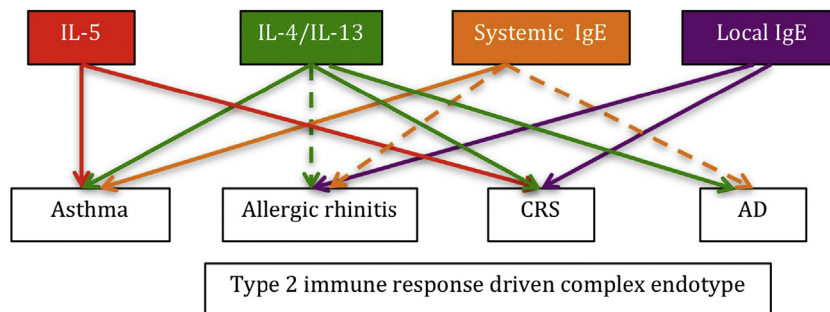 IL-5 IL-4/IL-13 Systemic IgE Local IgE
Asthma Allergic rhinitis CRS AD
Type 2 immune response driven complex endotype